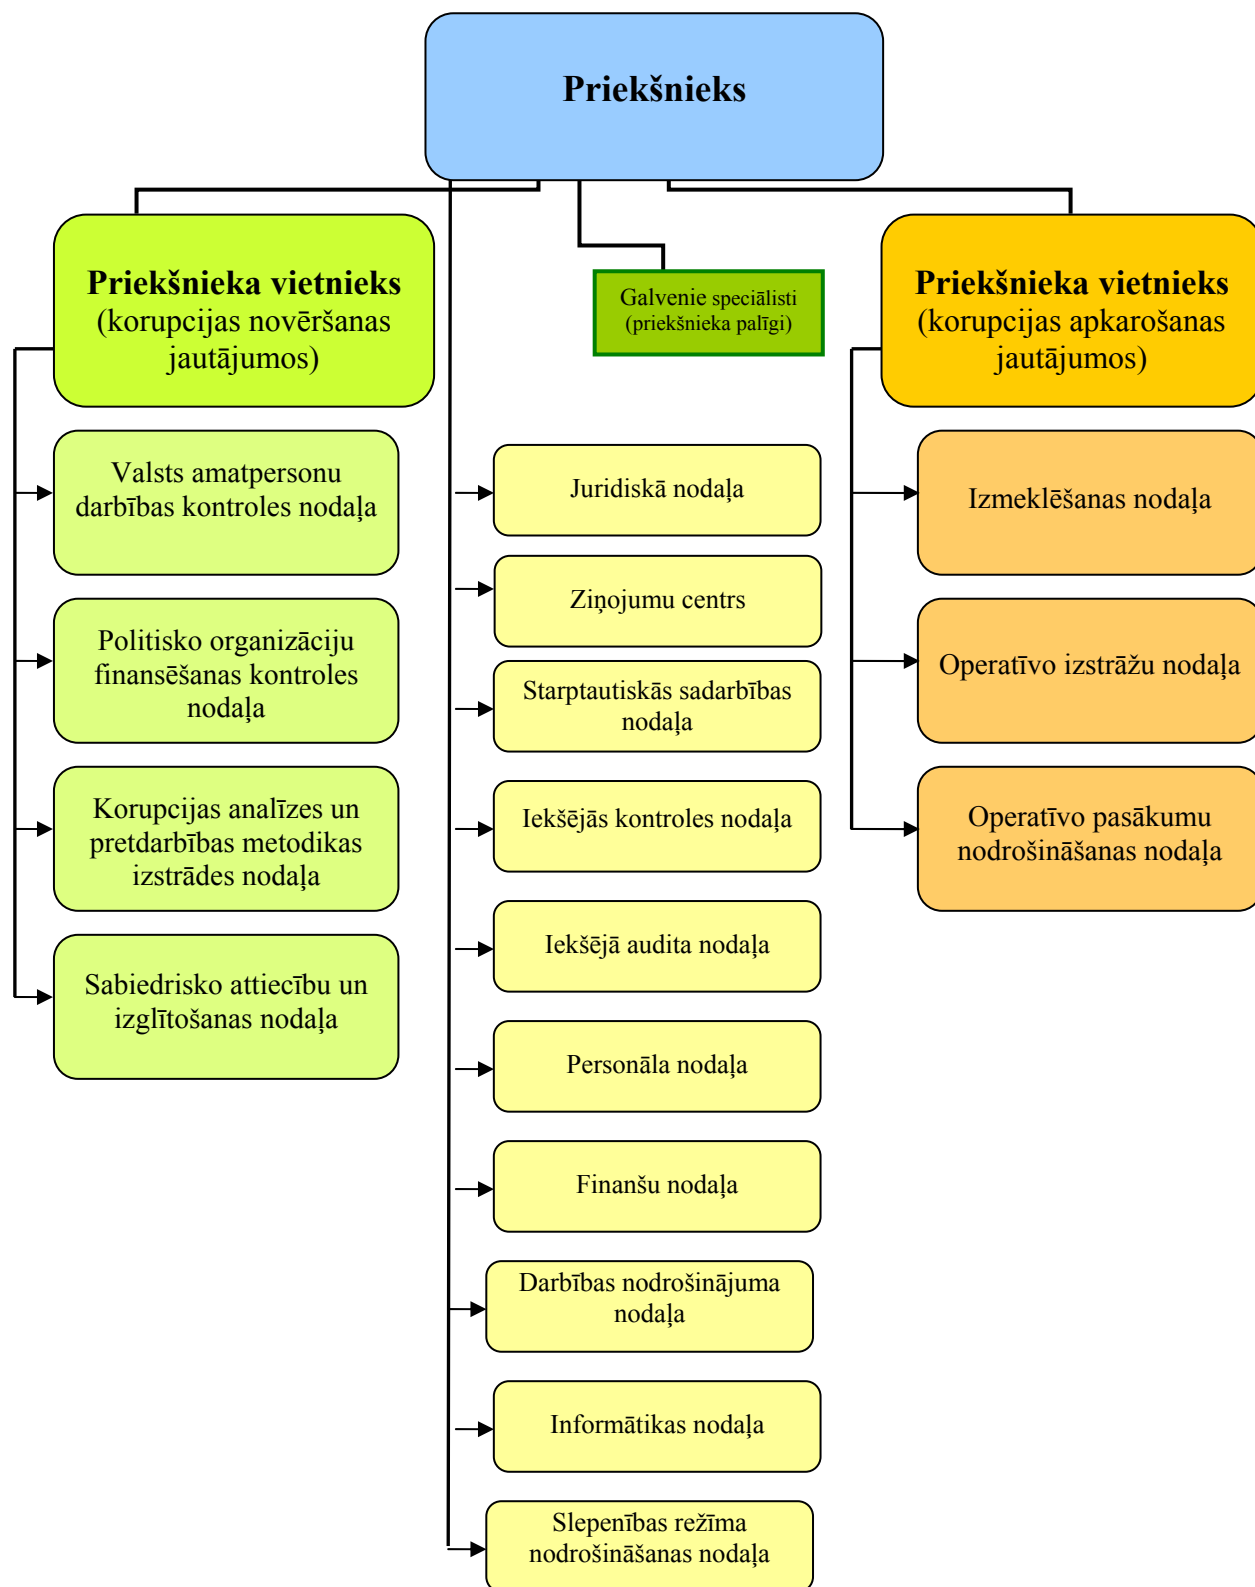 Priekšnieks
Priekšnieka vietnieks
(korupcijas novēršanas
jautājumos)
Galvenie speciālisti
(priekšnieka palīgi)
Priekšnieka vietnieks
(korupcijas apkarošanas
jautājumos)
Valsts amatpersonu
darbības kontroles nodaļa
Politisko organizāciju
finansēšanas kontroles
nodaļa
Korupcijas analīzes un
pretdarbības metodikas
izstrādes nodaļa
Sabiedrisko attiecību un
izglītošanas nodaļa
Juridiskā nodaļa
Ziņojumu centrs
Starptautiskās sadarbības
nodaļa
Iekšējās kontroles nodaļa
Iekšējā audita nodaļa
Personāla nodaļa
Finanšu nodaļa
Darbības nodrošinājuma
nodaļa
Informātikas nodaļa
Slepenības režīma
nodrošināšanas nodaļa
Izmeklēšanas nodaļa
Operatīvo izstrāžu nodaļa
Operatīvo pasākumu
nodrošināšanas nodaļa